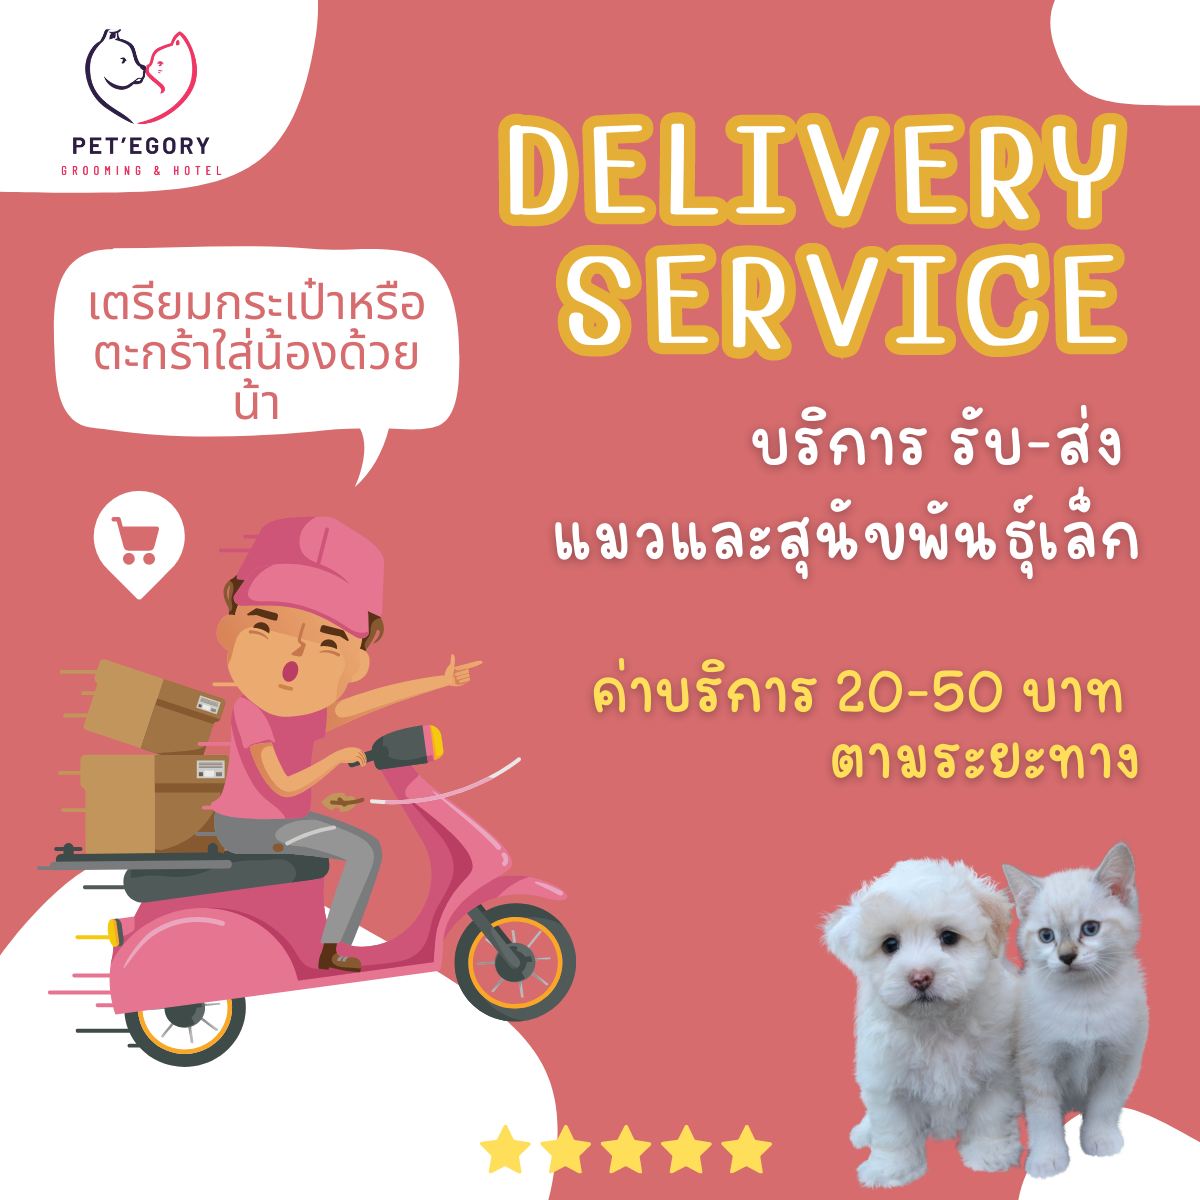 PET'EGORY
GROOMING & HOTEL
DELIVERY
SERVICE
เตรียมกระเป๋าหรือ
ตะกร้าใส่น้องด้วย
น้า
บริการ รับ-ส่ง
แมวและสุนัขพันธุ์เล็ก
ค่าบริการ 20-50 บาท
ตามระยะทาง